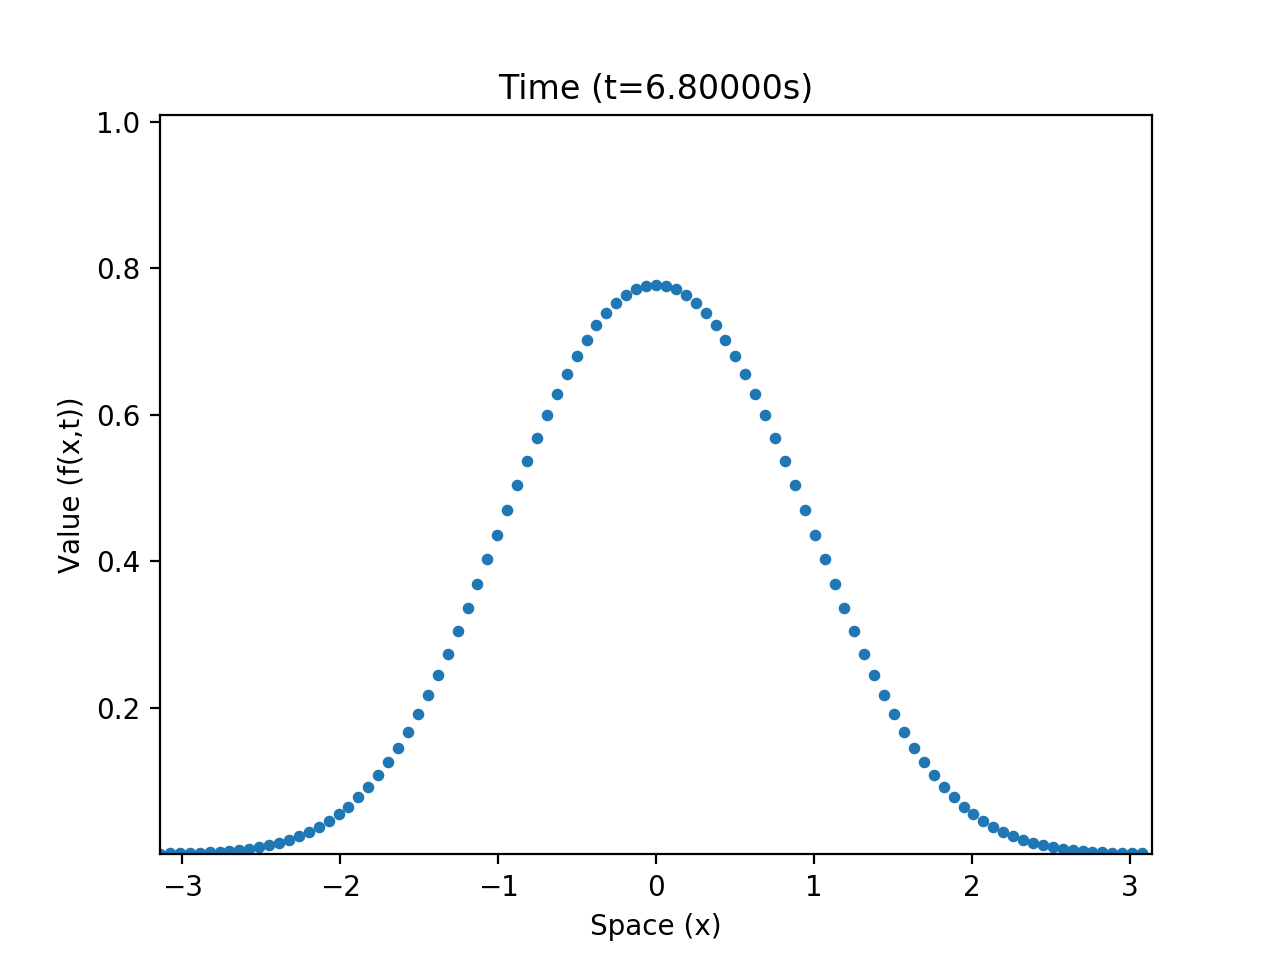 Time (t=6.80000s)
1.0
0.8
0.6
0.4
0.2
Value (f(x,t))
−3 −2 −1 0 1 2 3
Space (x)